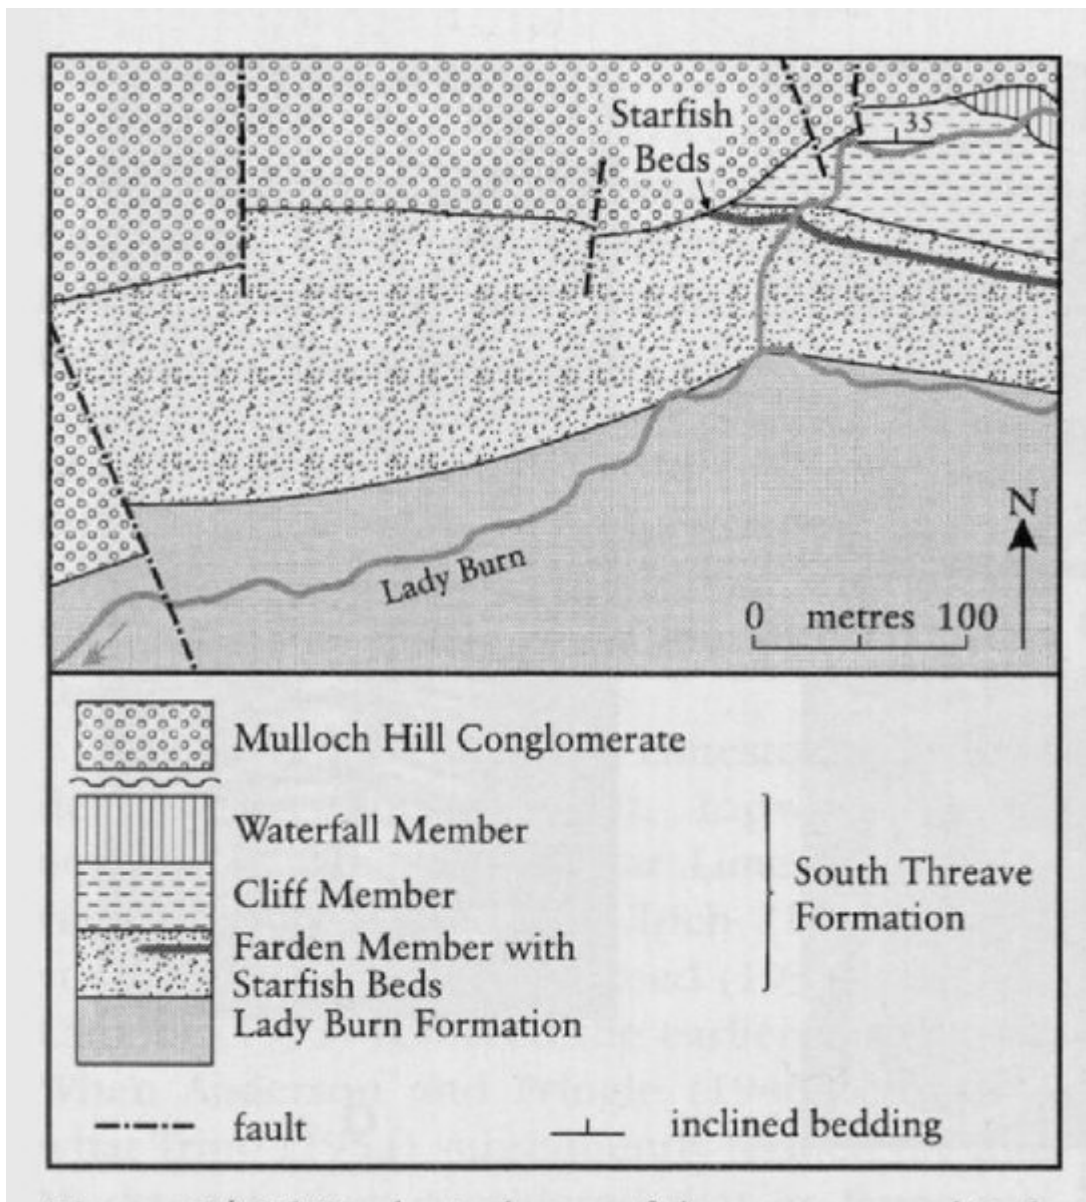 Starfish
Beds
35
Lady Burn
N
0 metres 100
Mulloch Hill Conglomerate
Waterfall Member
Cliff Member
Farden Member with
Starfish Beds
Lady Burn Formation
South Threave
Formation
fault
inclined bedding